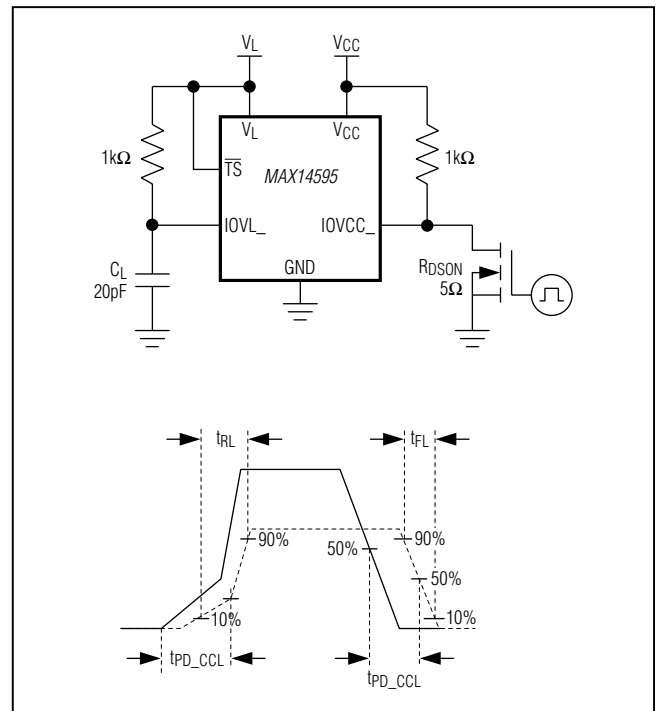 VL
VCC
VL
VCC
1kΩ
TS
MAX14595
1kΩ
IOVL_
IOVCC_
CL
20pF
GND
RDSON
5Ω
tRL
tFL
90%
50%
90%
50%
10%
10%
tPD_CCL
tPD_CCL